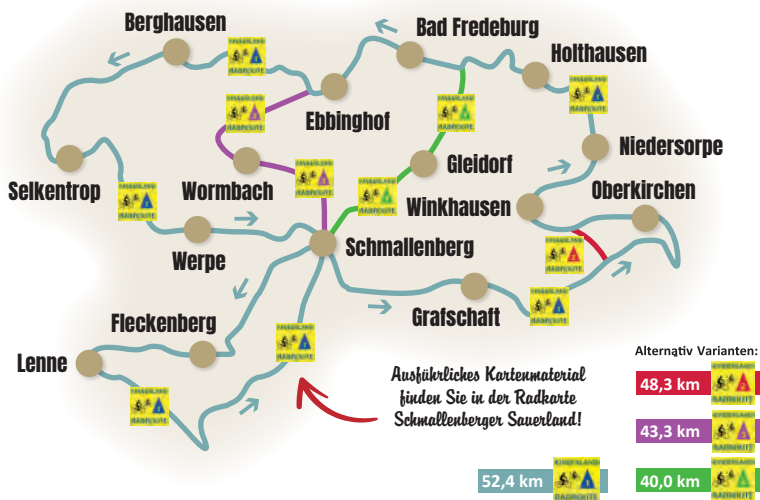 Berghausen
Bad Fredeburg
Holthausen
Ebbinghof
Niedersorpe
Selkentrop
Wormbach
Gleidorf
Oberkirchen
Winkhausen
Werpe
Schmallenberg
Grafschaft
Fleckenberg
Lenne
Ausführliches Kartenmaterial
finden Sie in der Radkarte
Schmallenberger Sauerland!
Alternativ Varianten:
48,3 km
43,3 km
52,4 km
40,0 km